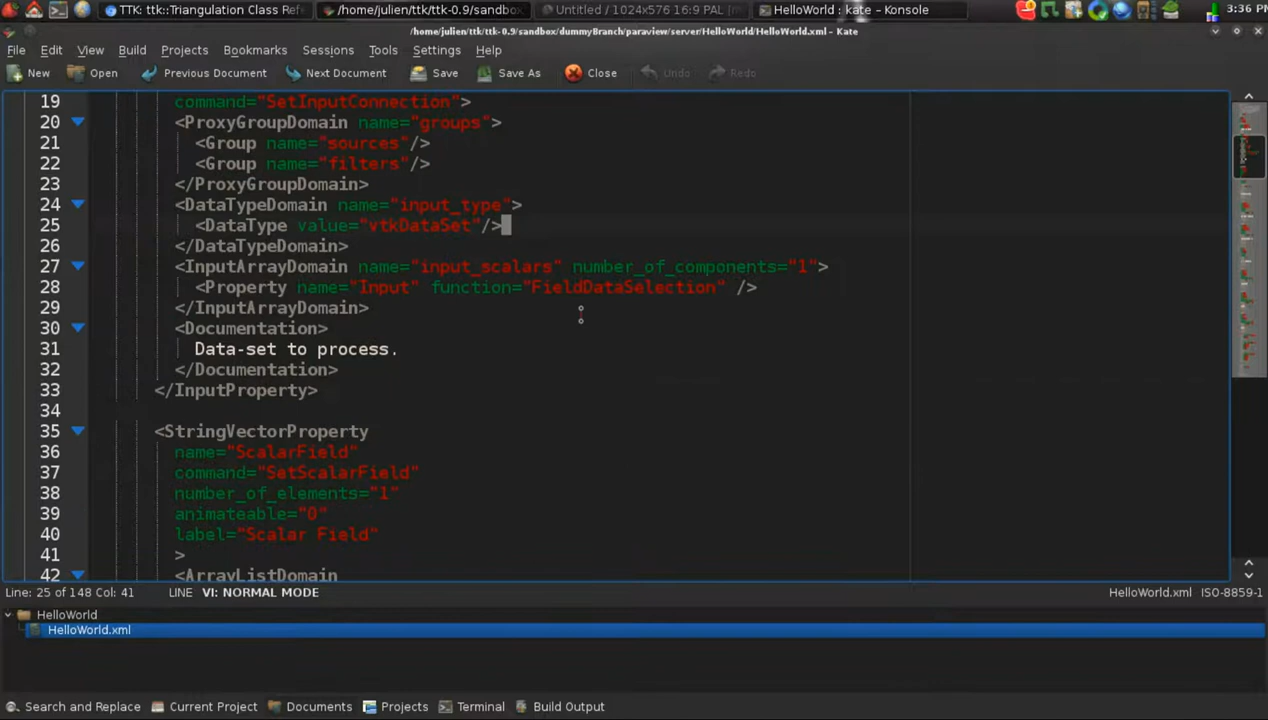 TTK: ttk::Triangulation Class Ref
/home/julien/ttk/ttk-0.9/sandbox
Untitled / 1024x576 16:9 PAL
HelloWorld : kate – Konsole
3:36 PM
/home/julien/ttk/ttk-0.9/sandbox/dummyBranch/paraview/server/HelloWorld/HelloWorld.xml – Kate
File Edit View Build Projects Bookmarks Sessions Tools Settings Help
New Open Previous Document Next Document Save Save As Close Undo Redo
19 command="SetInputConnection">
20 <ProxyGroupDomain name="groups">
21 <Group name="sources"/>
22 <Group name="filters"/>
23 </ProxyGroupDomain>
24 <DataTypeDomain name="input_type">
25 <DataType value="vtkDataSet"/>
26 </DataTypeDomain>
27 <InputArrayDomain name="input_scalars" number_of_components="1">
28 <Property name="Input" function="FieldDataSelection" />
29 </InputArrayDomain>
30 <Documentation>
31 Data-set to process.
32 </Documentation>
33 </InputProperty>
34
35 <StringVectorProperty
36 name="ScalarField"
37 command="SetScalarField"
38 number_of_elements="1"
39 animateable="0"
40 label="Scalar Field"
41 >
42 <ArrayListDomain
Line: 25 of 148 Col: 41 LINE VI: NORMAL MODE HelloWorld.xml ISO-8859-1
HelloWorld
HelloWorld.xml
Search and Replace Current Project Documents Projects Terminal Build Output